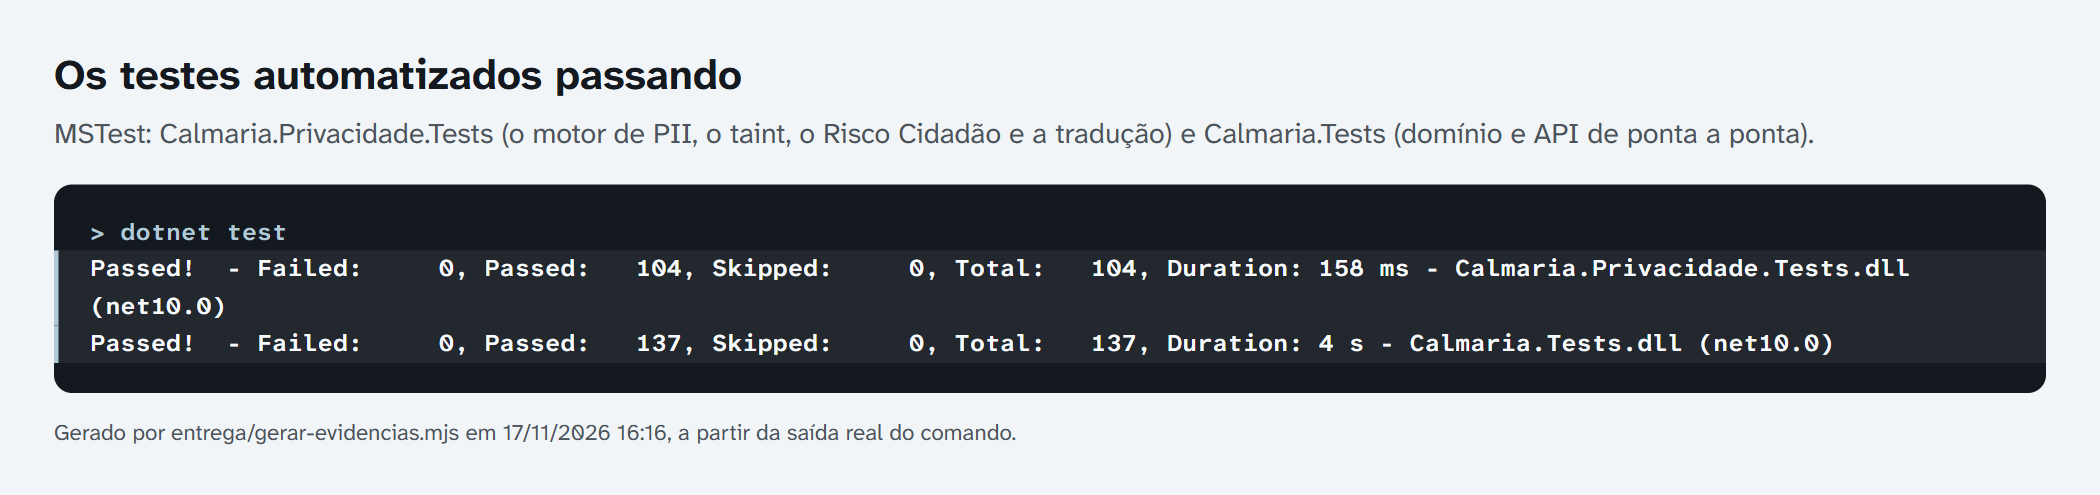 Os testes automatizados passando
MSTest: Calmaria.Privacidade.Tests (o motor de PII, o taint, o Risco Cidadão e a tradução) e Calmaria.Tests (domínio e API de ponta a ponta).
> dotnet test
Passed!  - Failed:     0, Passed:   104, Skipped:     0, Total:   104, Duration: 158 ms - Calmaria.Privacidade.Tests.dll
(net10.0)
Passed!  - Failed:     0, Passed:   137, Skipped:     0, Total:   137, Duration: 4 s - Calmaria.Tests.dll (net10.0)
Gerado por entrega/gerar-evidencias.mjs em 17/11/2026 16:16, a partir da saída real do comando.